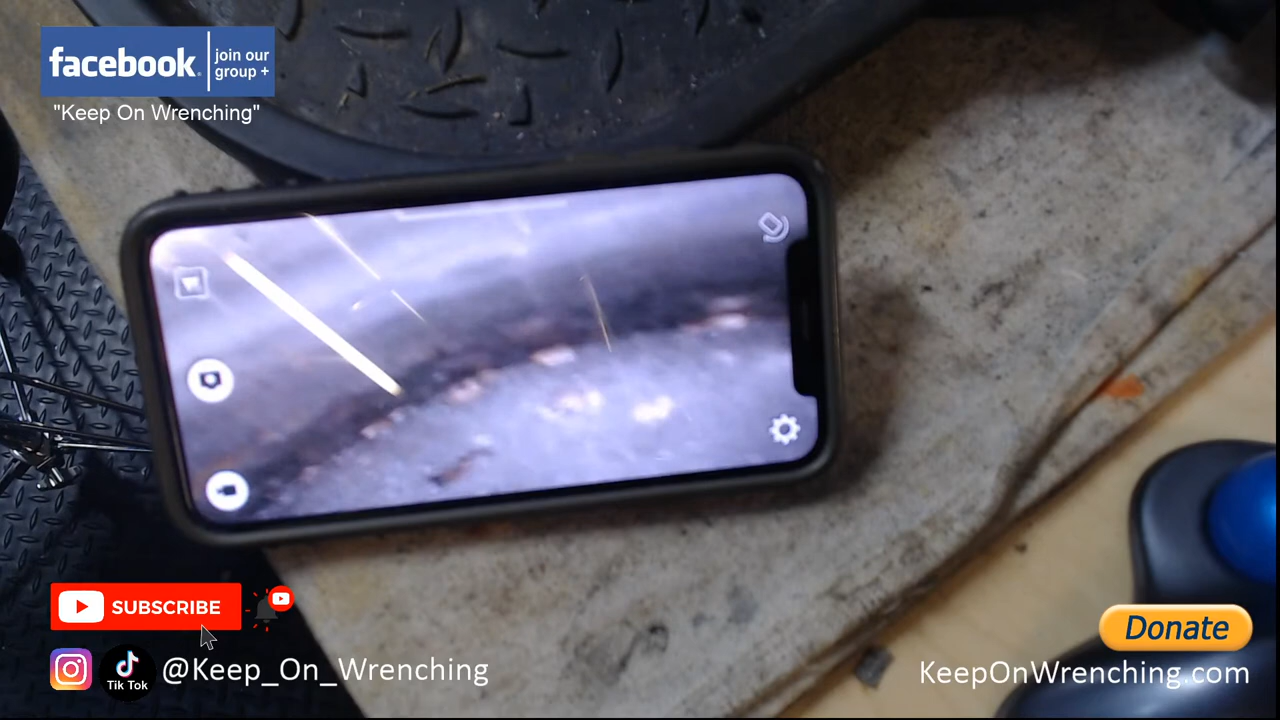 facebook
join our
group +
"Keep On Wrenching"
SUBSCRIBE
Tik Tok
@Keep_On_Wrenching
Donate
KeepOnWrenching.com